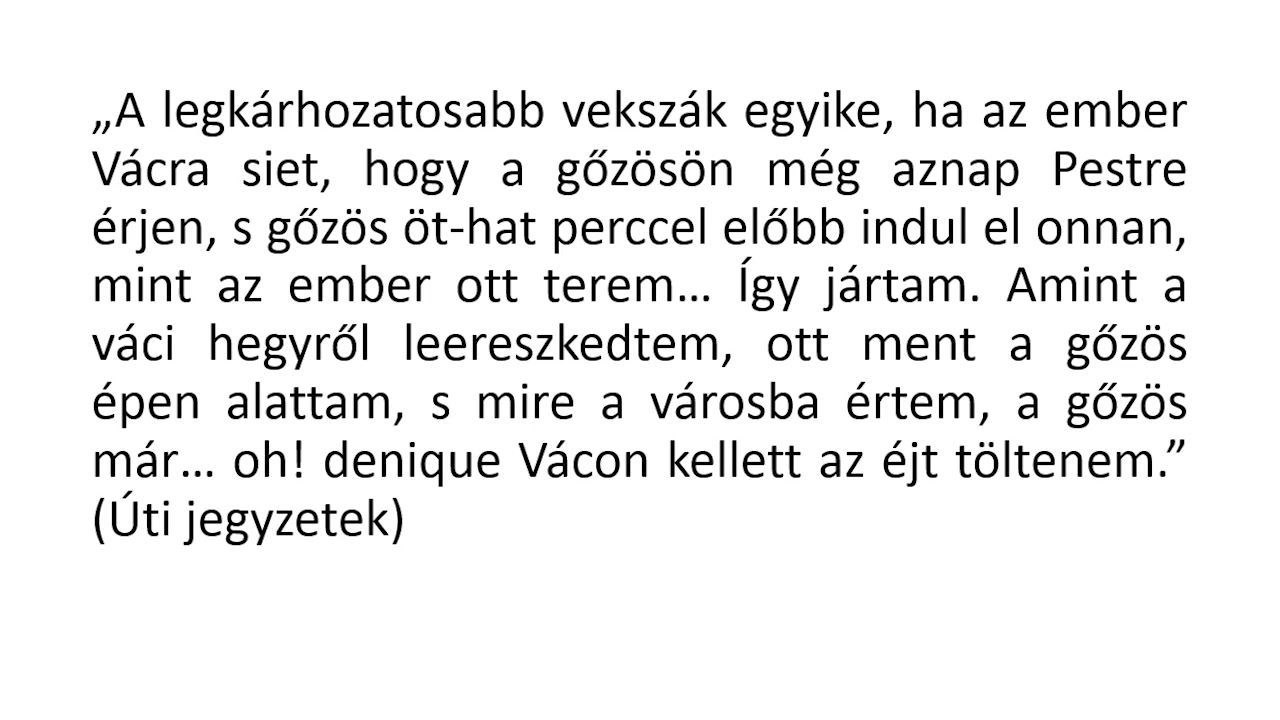 „A legkárhozatosabb vekszák egyike, ha az ember
Vácra siet, hogy a gőzösön még aznap Pestre
érjen, s gőzös öt-hat perccel előbb indul el onnan,
mint az ember ott terem… Így jártam. Amint a
váci hegyről leereszkedtem, ott ment a gőzös
épen alattam, s mire a városba értem, a gőzös
már… oh! denique Vácon kellett az éjt töltenem.”
(Úti jegyzetek)